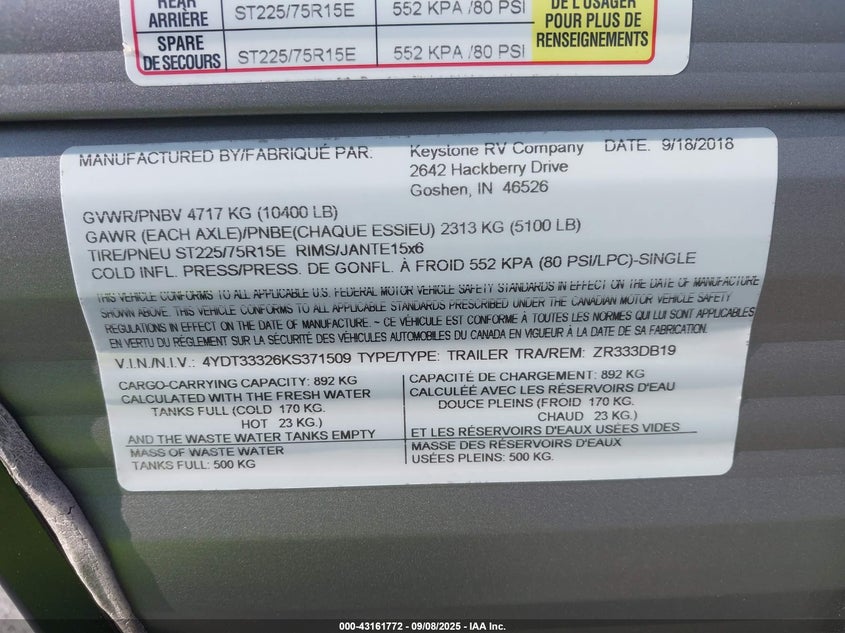 REAR
ARRIÈRE
ST225/75R15E
552 KPA /80 PSI
DE L'USAGER
POUR PLUS DE
RENSEIGNEMENTS
SPARE
DE SECOURS
ST225/75R15E
552 KPA /80 PSI
MANUFACTURED BY/FABRIQUÉ PAR. Keystone RV Company DATE. 9/18/2018
2642 Hackberry Drive
Goshen, IN 46526
GVWR/PNBV 4717 KG (10400 LB)
GAWR (EACH AXLE)/PNBE(CHAQUE ESSIEU) 2313 KG (5100 LB)
TIRE/PNEU ST225/75R15E RIMS/JANTE15x6
COLD INFL. PRESS/PRESS. DE GONFL. À FROID 552 KPA (80 PSI/LPC)-SINGLE
THIS VEHICLE CONFORMS TO ALL APPLICABLE U.S. FEDERAL MOTOR VEHICLE SAFETY STANDARDS IN EFFECT ON THE DATE OF MANUFACTURE
SHOWN ABOVE. THIS VEHICLE CONFORMS TO ALL APPLICABLE STANDARDS PRESCRIBED UNDER THE CANADIAN MOTOR VEHICLE SAFETY
REGULATIONS IN EFFECT ON THE DATE OF MANUFACTURE. ~ CE VÉHICULE EST CONFORME À TOUTES LES NORMES QUI LUI SONT APPLICABLES
EN VERTU DU RÈGLEMENT SUR LA SÉCURITÉ DES VÉHICULES AUTOMOBILES DU CANADA EN VIGUEUR À LA DATE DE SA FABRICATION.
V.I.N./N.I.V.: 4YDT33326KS371509 TYPE/TYPE: TRAILER TRA/REM: ZR333DB19
CARGO-CARRYING CAPACITY: 892 KG
CALCULATED WITH THE FRESH WATER
TANKS FULL (COLD 170 KG.
HOT 23 KG.)
AND THE WASTE WATER TANKS EMPTY
MASS OF WASTE WATER
TANKS FULL: 500 KG
CAPACITÉ DE CHARGEMENT: 892 KG
CALCULÉE AVEC LES RÉSERVOIRS D'EAU
DOUCE PLEINS (FROID 170 KG.
CHAUD 23 KG.)
ET LES RÉSERVOIRS D'EAUX USÉES VIDES
MASSE DES RÉSERVOIRS D'EAUX
USÉES PLEINS: 500 KG.
000-43161772 - 09/08/2025 - IAA Inc.